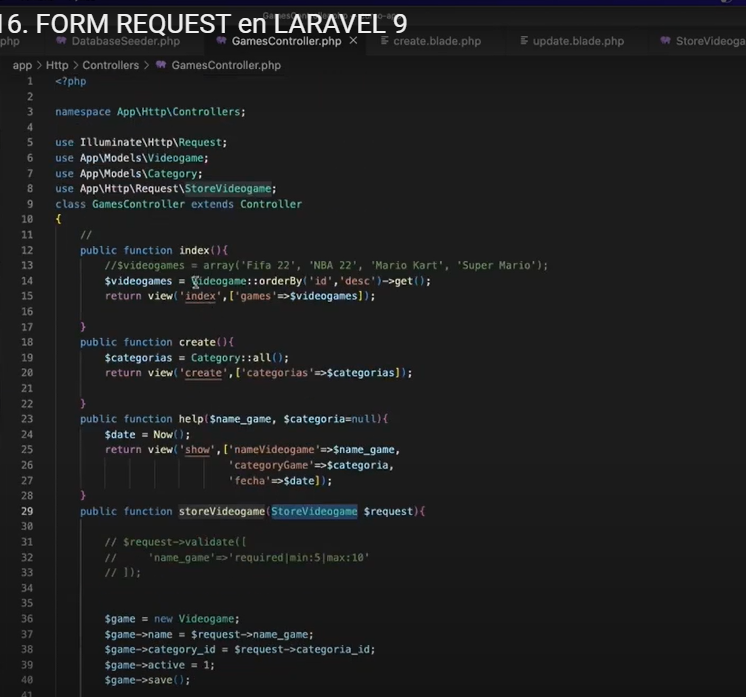 16. FORM REQUEST en LARAVEL 9
php DatabaseSeeder.php GamesController.php × create.blade.php update.blade.php StoreVideoga
app > Http > Controllers > GamesController.php
1 <?php
2
3 namespace App\Http\Controllers;
4
5 use Illuminate\Http\Request;
6 use App\Models\Videogame;
7 use App\Models\Category;
8 use App\Http\Request\StoreVideogame;
9 class GamesController extends Controller
10 {
11 //
12 public function index(){
13 //$videogames = array('Fifa 22', 'NBA 22', 'Mario Kart', 'Super Mario');
14 $videogames = Videogame::orderBy('id','desc')->get();
15 return view('index',['games'=>$videogames]);
16
17 }
18 public function create(){
19 $categorias = Category::all();
20 return view('create',['categorias'=>$categorias]);
21
22 }
23 public function help($name_game, $categoria=null){
24 $date = Now();
25 return view('show',['nameVideogame'=>$name_game,
26 'categoryGame'=>$categoria,
27 'fecha'=>$date]);
28 }
29 public function storeVideogame(StoreVideogame $request){
30
31 // $request->validate([
32 // 'name_game'=>'required|min:5|max:10'
33 // ]);
34
35
36 $game = new Videogame;
37 $game->name = $request->name_game;
38 $game->category_id = $request->categoria_id;
39 $game->active = 1;
40 $game->save();
41